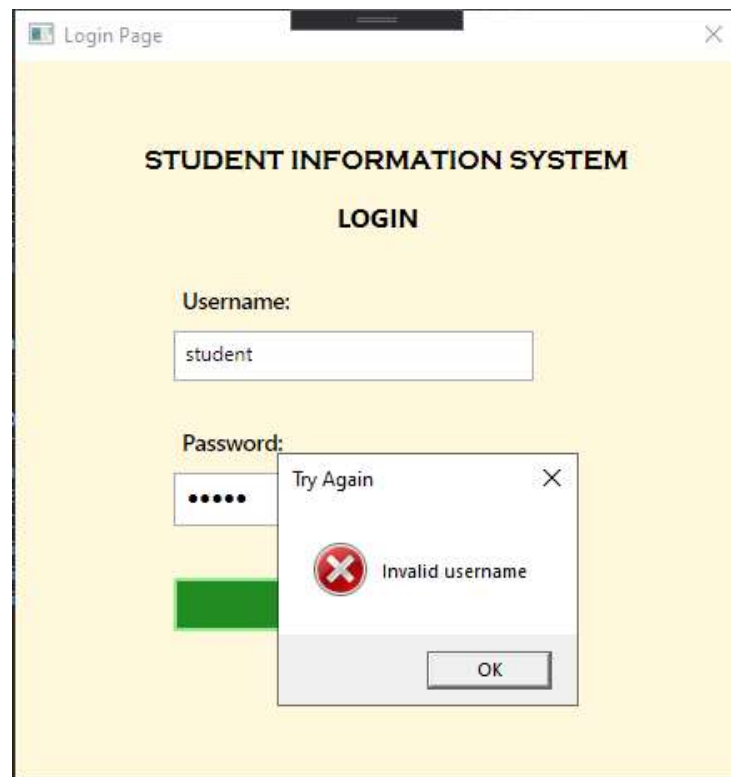 Login Page
STUDENT INFORMATION SYSTEM
LOGIN
Username:
student
Password:
•••••
Try Again
Invalid username
OK